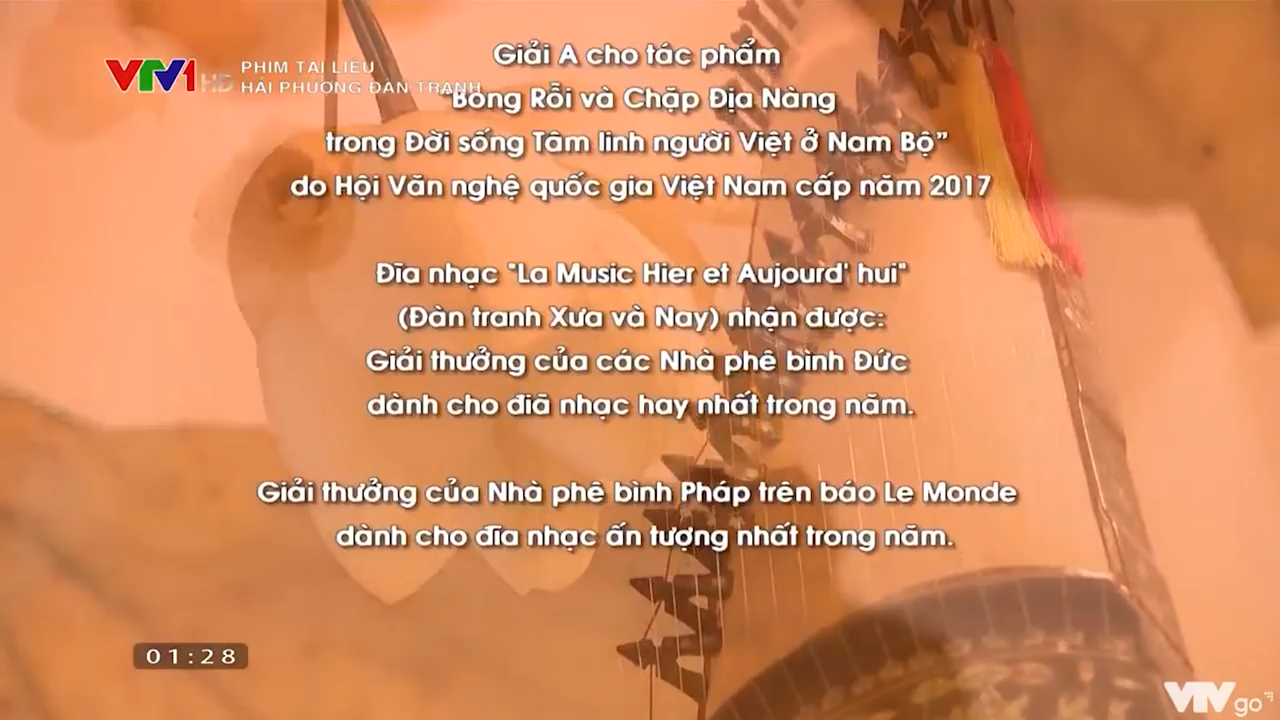 VTV1 HD
PHIM TÀI LIỆU
HẢI PHƯỢNG ĐÀN TRANH
Giải A cho tác phẩm
"Bóng Rỗi và Chặp Địa Nàng
trong Đời sống Tâm linh người Việt ở Nam Bộ”
do Hội Văn nghệ quốc gia Việt Nam cấp năm 2017
Đĩa nhạc "La Music Hier et Aujourd' hui"
(Đàn tranh Xưa và Nay) nhận được:
Giải thưởng của các Nhà phê bình Đức
dành cho điã nhạc hay nhất trong năm.
Giải thưởng của Nhà phê bình Pháp trên báo Le Monde
dành cho đĩa nhạc ấn tượng nhất trong năm.
01:28
VTV go